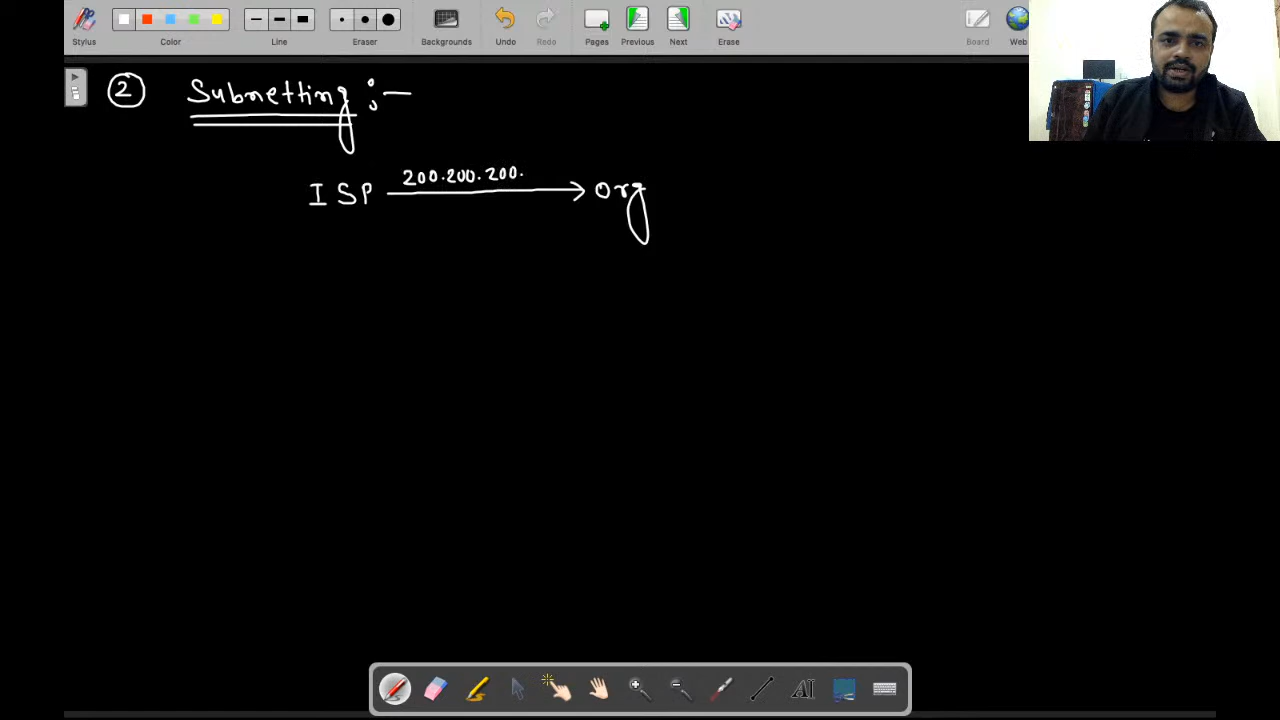 Stylus Color Line Eraser Backgrounds Undo Redo Pages Previous Next Erase Board Web
2 Subnetting :-
200.200.200.
ISP Org